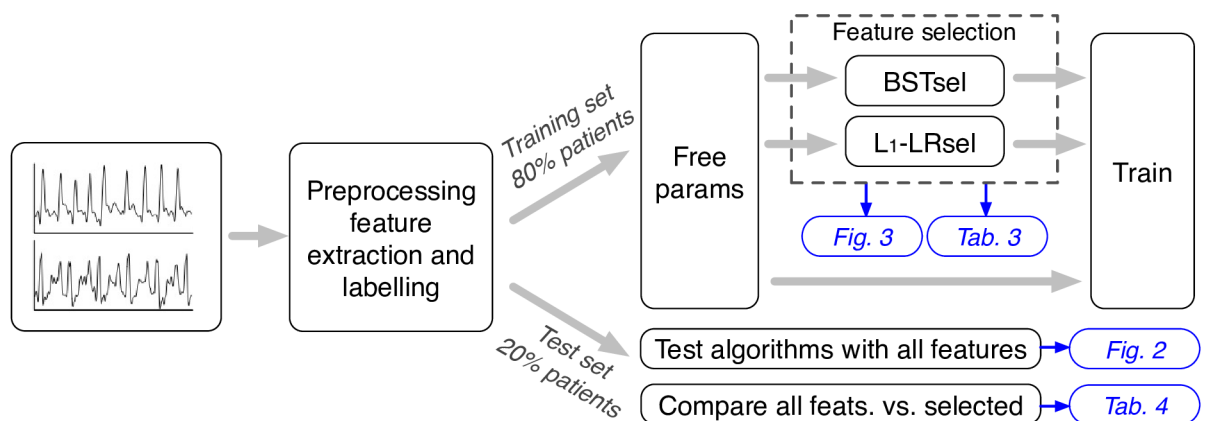 Preprocessing
feature
extraction and
labelling
Training set
80% patients
Test set
20% patients
Free
params
Feature selection
BSTsel
L1-LRsel
Fig. 3
Tab. 3
Train
Test algorithms with all features
Fig. 2
Compare all feats. vs. selected
Tab. 4